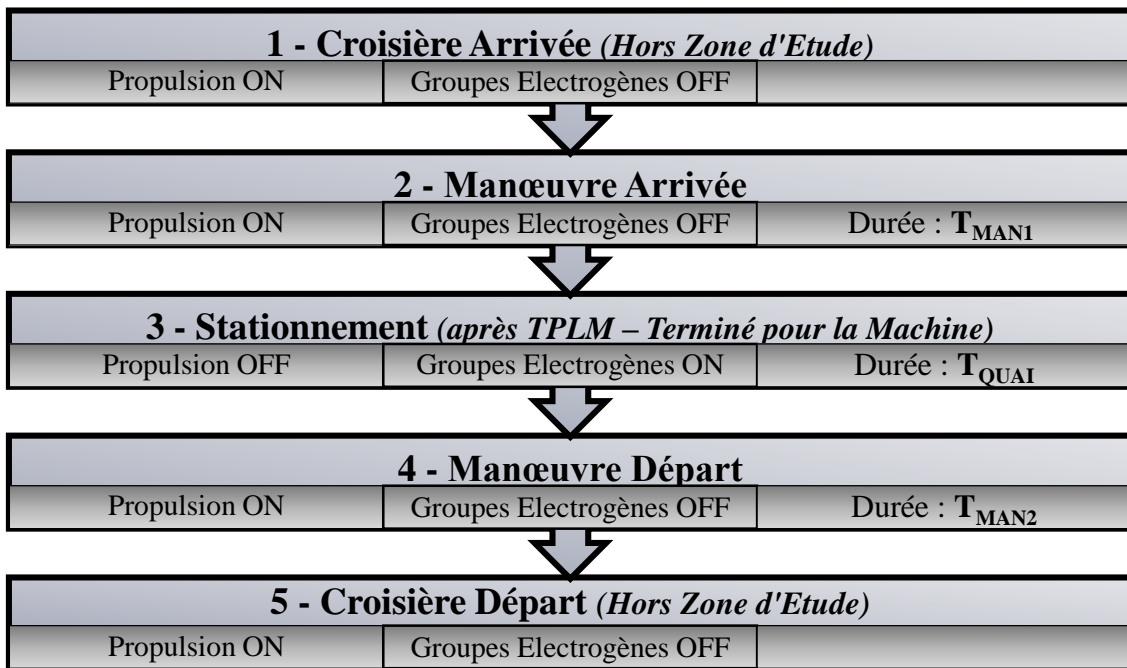 1 - Croisière Arrivée (Hors Zone d'Etude)
Propulsion ON Groupes Electrogènes OFF
2 - Manœuvre Arrivée
Propulsion ON Groupes Electrogènes OFF Durée : TMAN1
3 - Stationnement (après TPLM – Terminé pour la Machine)
Propulsion OFF Groupes Electrogènes ON Durée : TQUAI
4 - Manœuvre Départ
Propulsion ON Groupes Electrogènes OFF Durée : TMAN2
5 - Croisière Départ (Hors Zone d'Etude)
Propulsion ON Groupes Electrogènes OFF